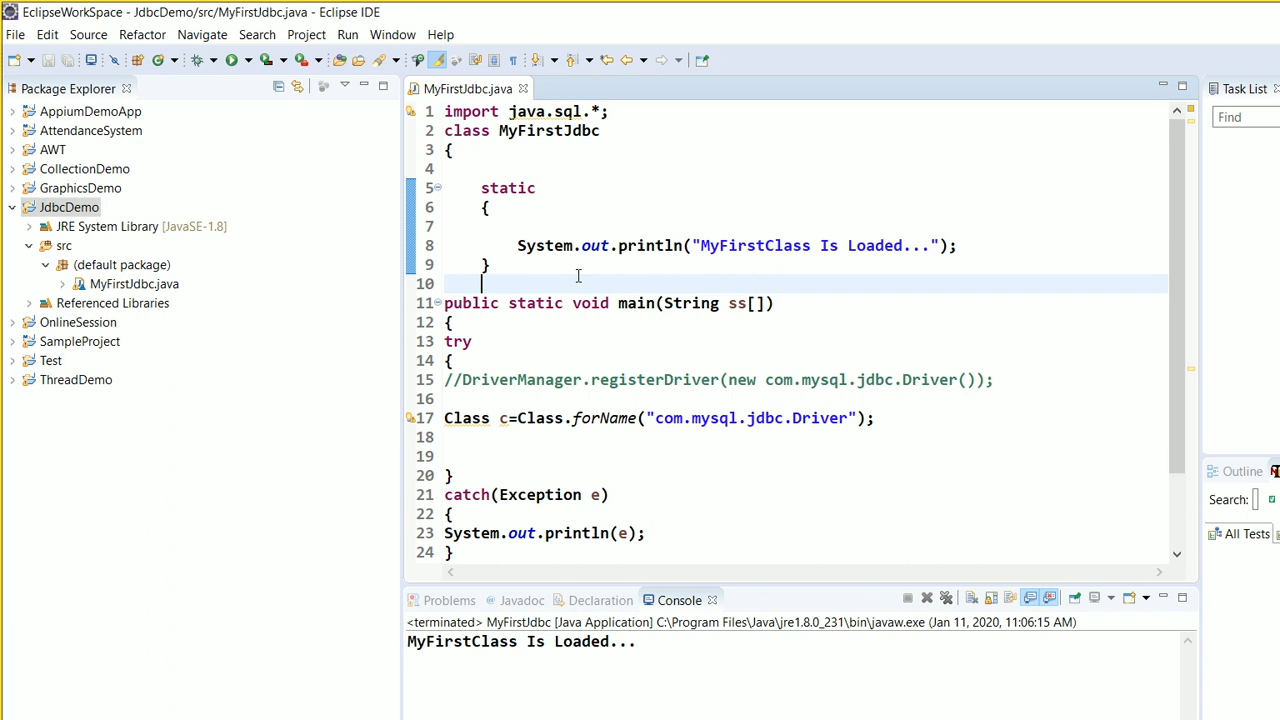 EclipseWorkSpace - JdbcDemo/src/MyFirstJdbc.java - Eclipse IDE
File Edit Source Refactor Navigate Search Project Run Window Help
Package Explorer
AppiumDemoApp
AttendanceSystem
AWT
CollectionDemo
GraphicsDemo
JdbcDemo
JRE System Library [JavaSE-1.8]
src
(default package)
MyFirstJdbc.java
Referenced Libraries
OnlineSession
SampleProject
Test
ThreadDemo
MyFirstJdbc.java
1 import java.sql.*;
2 class MyFirstJdbc
3 {
4
5 static
6 {
7
8 System.out.println("MyFirstClass Is Loaded...");
9 }
10
11 public static void main(String ss[])
12 {
13 try
14 {
15 //DriverManager.registerDriver(new com.mysql.jdbc.Driver());
16
17 Class c=Class.forName("com.mysql.jdbc.Driver");
18
19
20 }
21 catch(Exception e)
22 {
23 System.out.println(e);
24 }
Task List
Find
Outline
Search:
All Tests
Problems Javadoc Declaration Console
<terminated> MyFirstJdbc [Java Application] C:\Program Files\Java\jre1.8.0_231\bin\javaw.exe (Jan 11, 2020, 11:06:15 AM)
MyFirstClass Is Loaded...